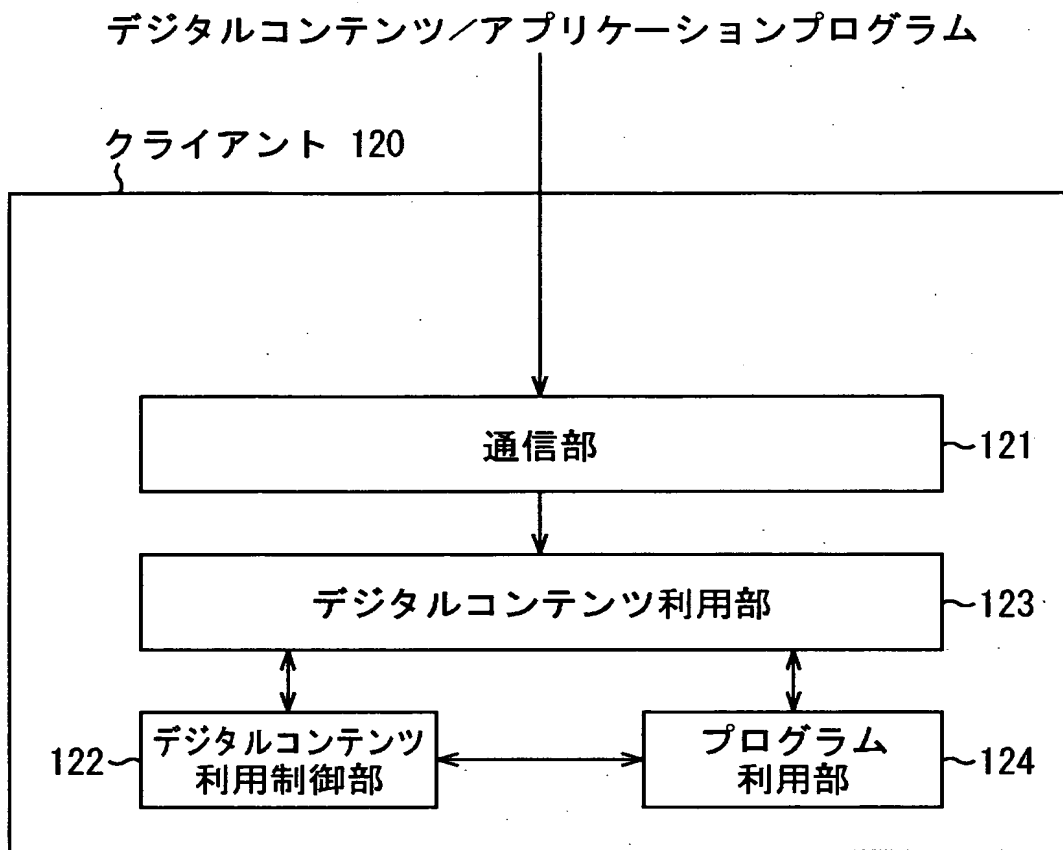 デジタルコンテンツ/アプリケーションプログラム
クライアント 120
通信部
121
デジタルコンテンツ利用部
123
122
デジタルコンテンツ
利用制御部
プログラム
利用部
124